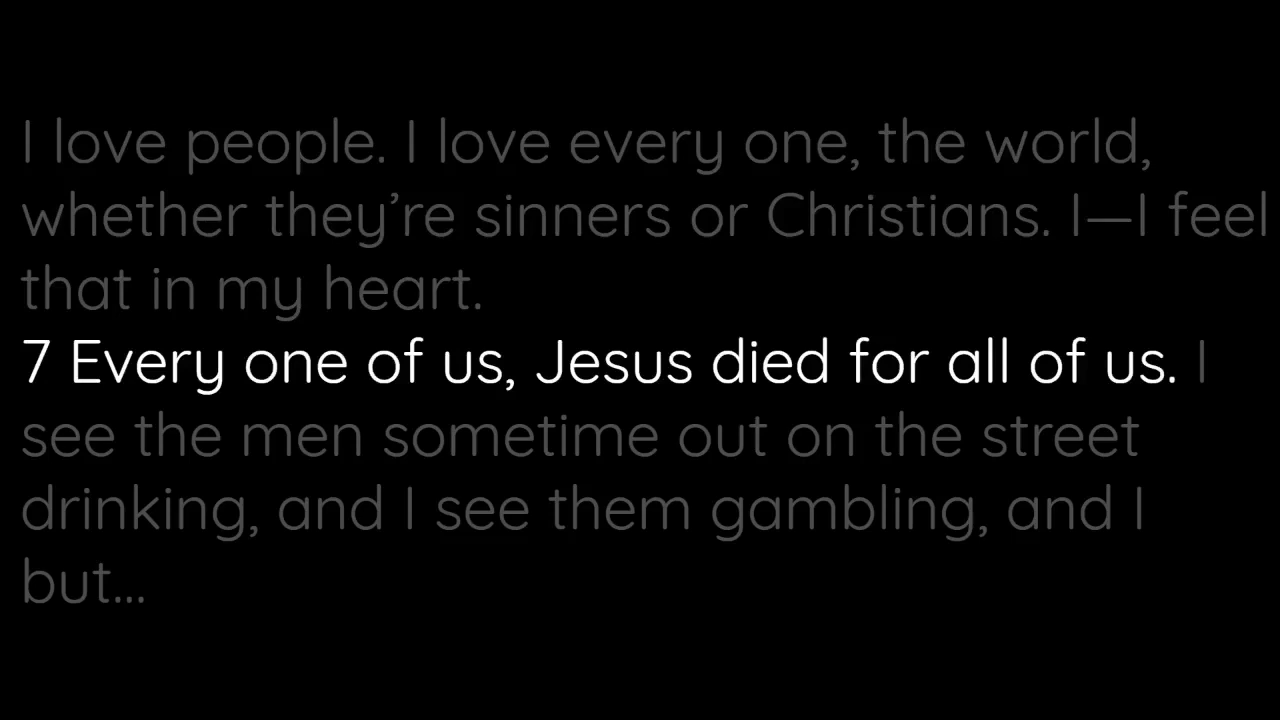 I love people. I love every one, the world,
whether they’re sinners or Christians. I—I feel
that in my heart.
7 Every one of us, Jesus died for all of us. I
see the men sometime out on the street
drinking, and I see them gambling, and I
but...